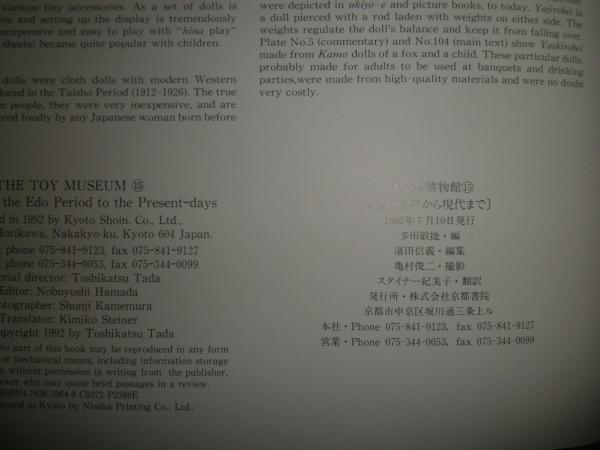 various tiny accessories. As a set of dolls is
ive and setting up the display is tremendously
nexpensive and easy to play with "hina play"
sheets) became quite popular with children.
dolls were cloth dolls with modern Western
duced in the Taisho Period (1912-1926). The true
n people, they were very inexpensive, and are
ered fondly by any Japanese woman born before
were depicted in ukiyo-e and picture books, to today. Yajirobei is
a doll pierced with a rod laden with weights on either side. The
weights regulate the doll's balance and keep it from falling over.
Plate No.5 (commentary) and No.104 (main text) show Yashirobei
made from Kamo dolls of a fox and a child. These particular dolls,
probably made for adults to be used at banquets and drinking
parties,were made from high-quality materials and were no doubt
very costly.
THE TOY MUSEUM ⑮
the Edo Period to the Present-days
d in 1992 by Kyoto Shoin. Co., Ltd.,
Horikawa, Nakakyo-ku, Kyoto 604 Japan.
: phone 075-841-9123, fax 075-841-9127
: phone 075-344-0053, fax 075-344-0099
torial director: Toshikatsu Tada
Editor: Nobuyoshi Hamada
otographer: Shunji Kamemura
Translator: Kimiko Steiner
opyright 1992 by Toshikatsu Tada
No part of this book may be reproduced in any form
or mechanical means, including information storage
s, without permission in writing from the publisher,
ewer who may quote brief passages in a review.
ISBN4-7636-3964-9 C0372 P2380E
bound in Kyoto by Nissha Printing Co., Ltd.,
博物館⑮
江戸から現代まで]
1992年7月10日発行
多田敏捷・編
濱田信義・編集
亀村俊二・撮影
スタイナー紀美子・翻訳
発行所・株式会社京都書院
京都市中京区堀川通三条上ル
本社・Phone 075-841-9123, fax 075-841-9127
営業・Phone 075-344-0053, fax 075-344-0099